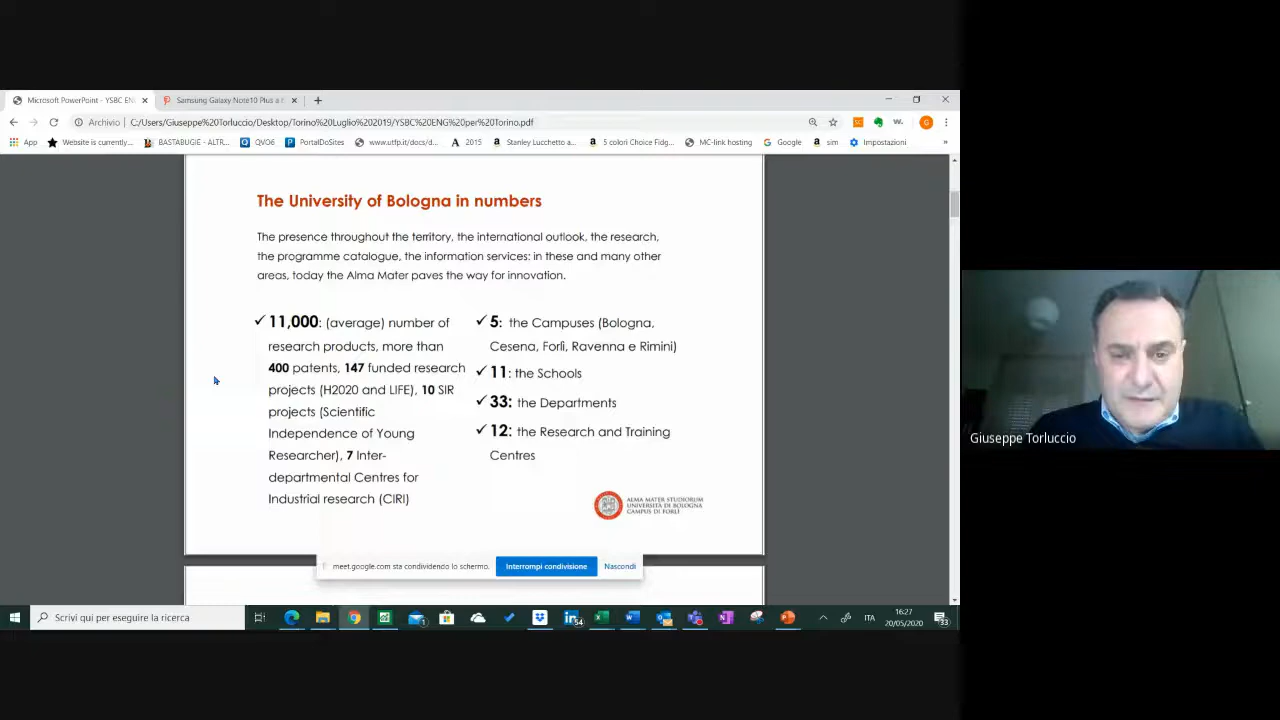 Microsoft PowerPoint - YSBC EN
Samsung Galaxy Note10 Plus a
Archivio
C:/Users/Giuseppe%20Torluccio/Desktop/Torino%20Luglio%202019/YSBC%20ENG%20per%20Torino.pdf
App
Website is currently...
BASTABUGIE - ALTR...
QVO6
PortalDoSites
www.utfp.it/docs/d...
2015
Stanley Lucchetto a...
5 colori Choice Fidg...
MC-link hosting
Google
sim
Impostazioni
»
The University of Bologna in numbers
The presence throughout the territory, the international outlook, the research,
the programme catalogue, the information services: in these and many other
areas, today the Alma Mater paves the way for innovation.
11,000: (average) number of
research products, more than
400 patents, 147 funded research
projects (H2020 and LIFE), 10 SIR
projects (Scientific
Independence of Young
Researcher), 7 Inter-
departmental Centres for
Industrial research (CIRI)
5: the Campuses (Bologna,
Cesena, Forlì, Ravenna e Rimini)
11: the Schools
33: the Departments
12: the Research and Training
Centres
ALMA MATER STUDIORUM
UNIVERSITÀ DI BOLOGNA
CAMPUS DI FORLÌ
meet.google.com sta condividendo lo schermo.
Interrompi condivisione
Nascondi
Giuseppe Torluccio
Scrivi qui per eseguire la ricerca
54
ITA
16:27
20/05/2020
33